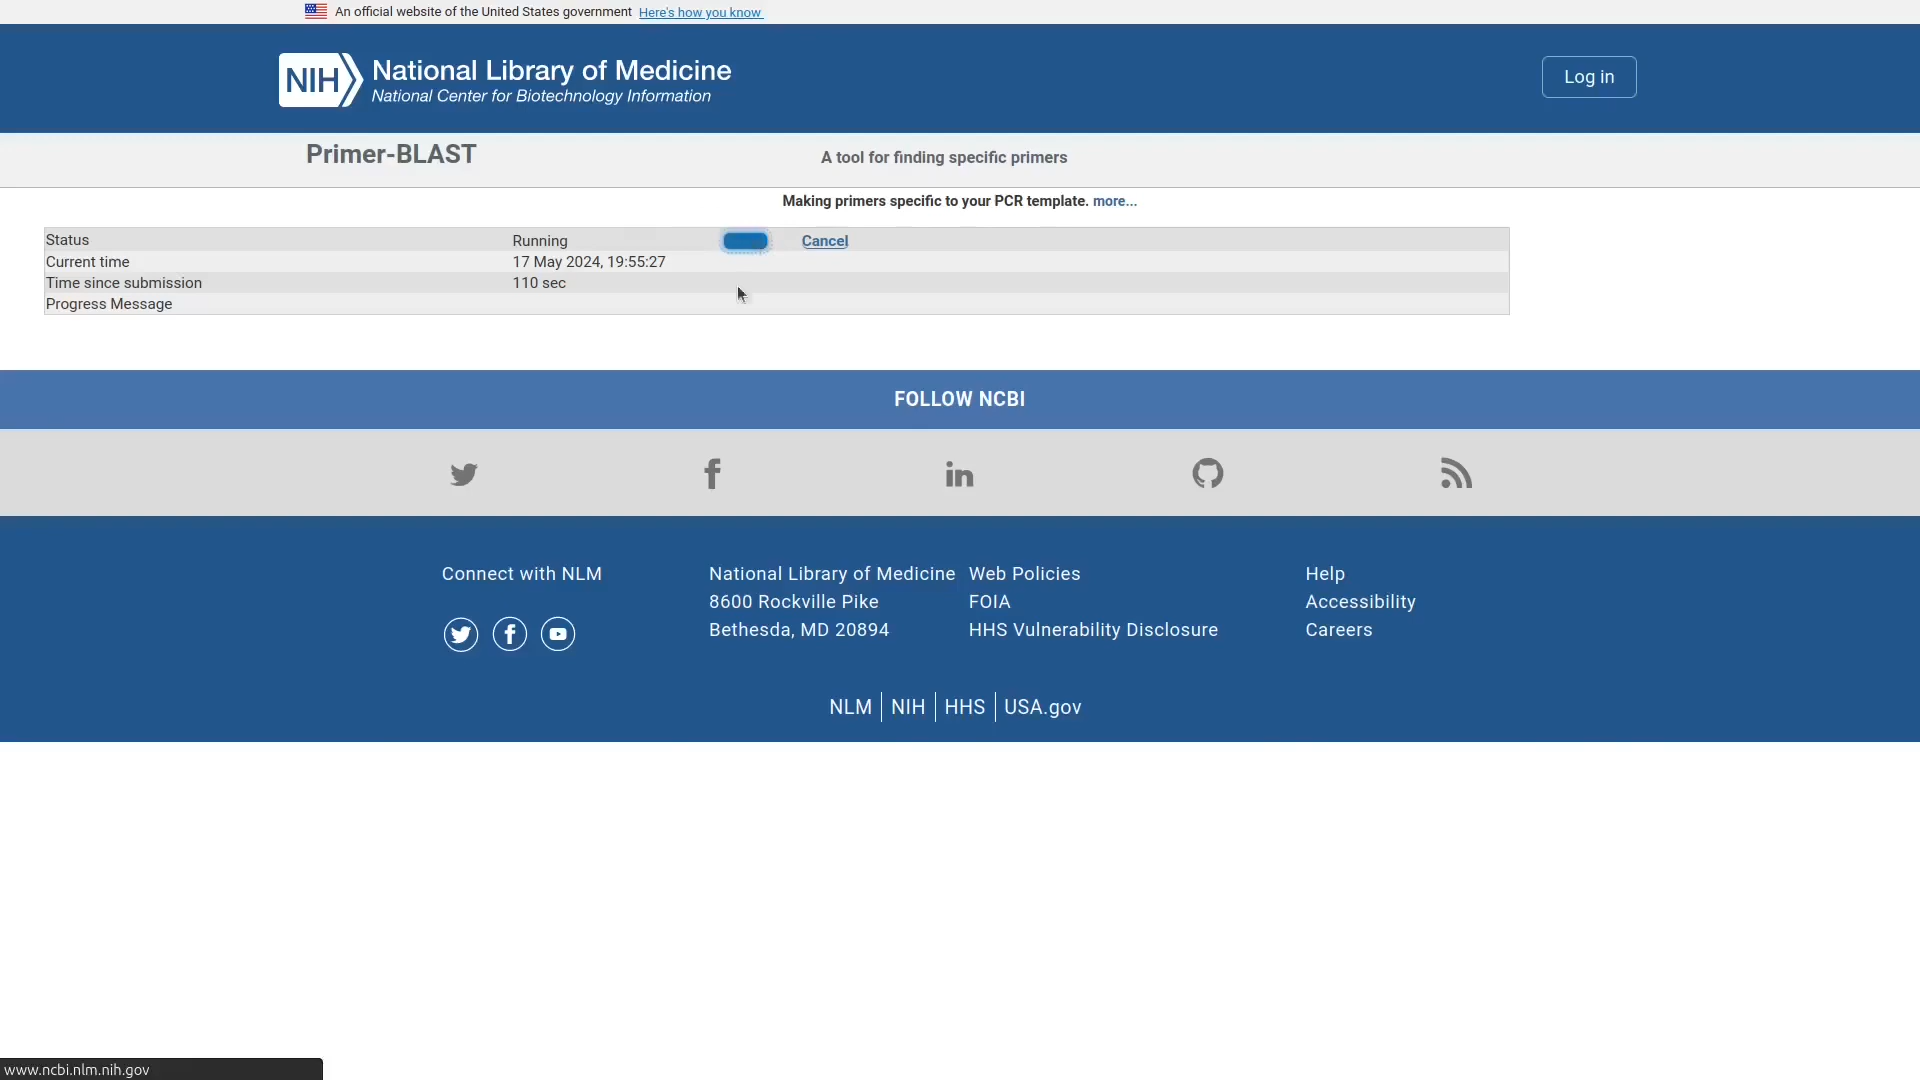 An official website of the United States government Here's how you know
NIH National Library of Medicine
National Center for Biotechnology Information
Log in
Primer-BLAST A tool for finding specific primers
Making primers specific to your PCR template. more...
Status Running Cancel
Current time 17 May 2024, 19:55:27
Time since submission 110 sec
Progress Message
FOLLOW NCBI
Connect with NLM
National Library of Medicine
8600 Rockville Pike
Bethesda, MD 20894
Web Policies
FOIA
HHS Vulnerability Disclosure
Help
Accessibility
Careers
NLM NIH HHS USA.gov
www.ncbi.nlm.nih.gov